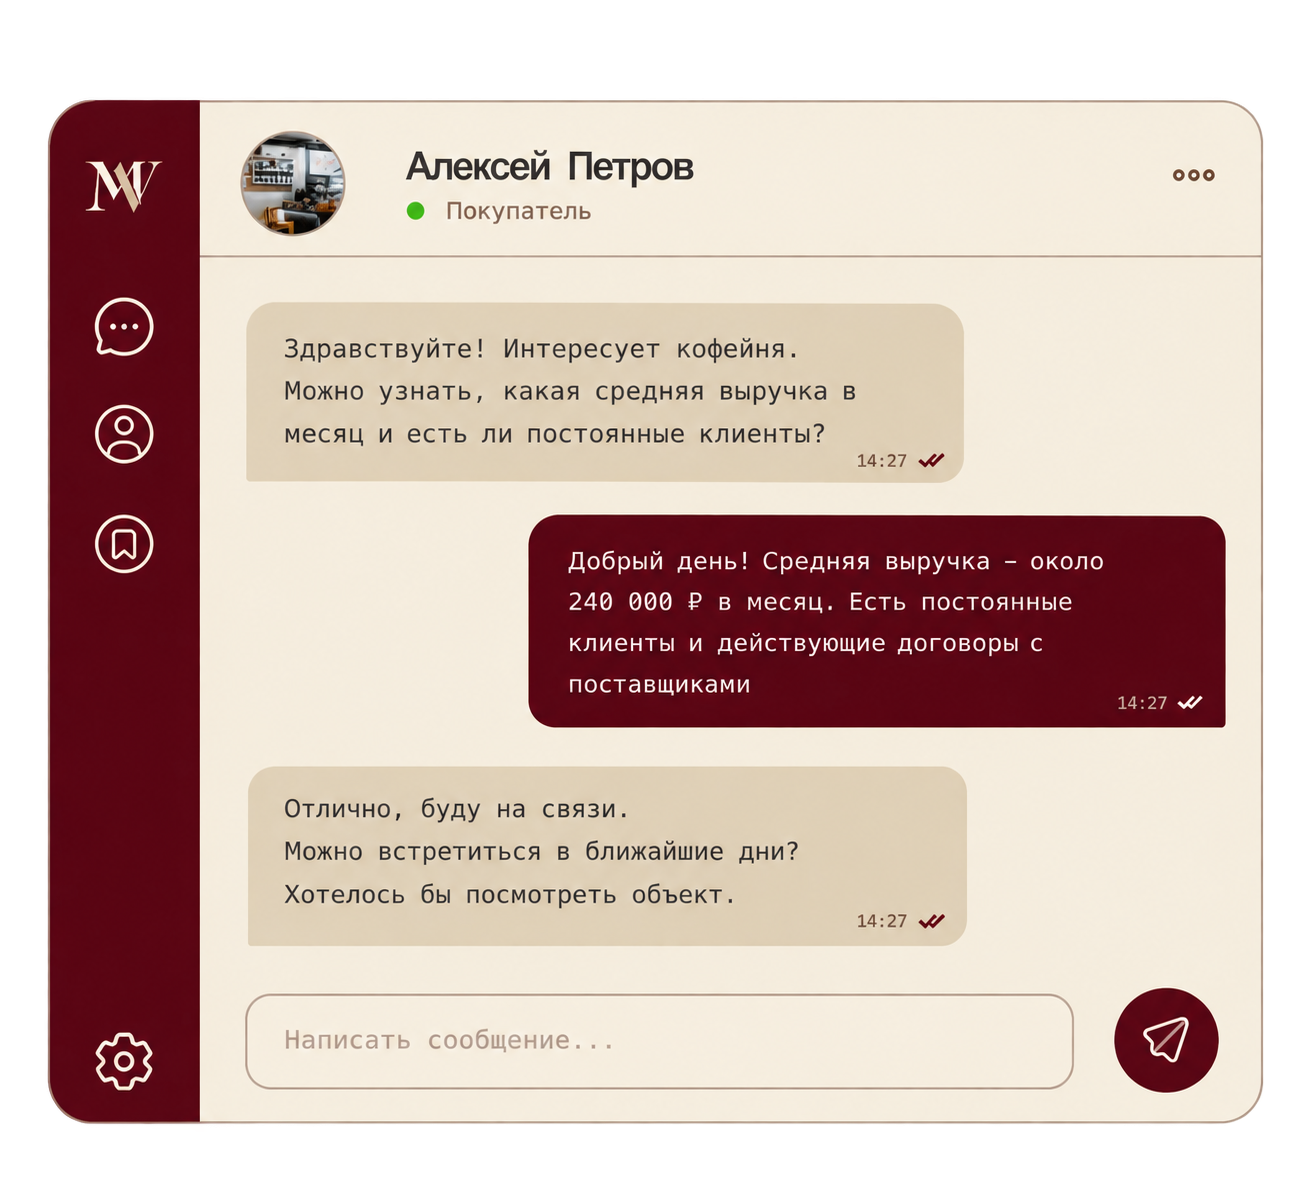 Алексей Петров
Покупатель
Здравствуйте! Интересует кофейня.
Можно узнать, какая средняя выручка в
месяц и есть ли постоянные клиенты?
14:27
Добрый день! Средняя выручка – около
240 000 ₽ в месяц. Есть постоянные
клиенты и действующие договоры с
поставщиками
14:27
Отлично, буду на связи.
Можно встретиться в ближайшие дни?
Хотелось бы посмотреть объект.
14:27
Написать сообщение...